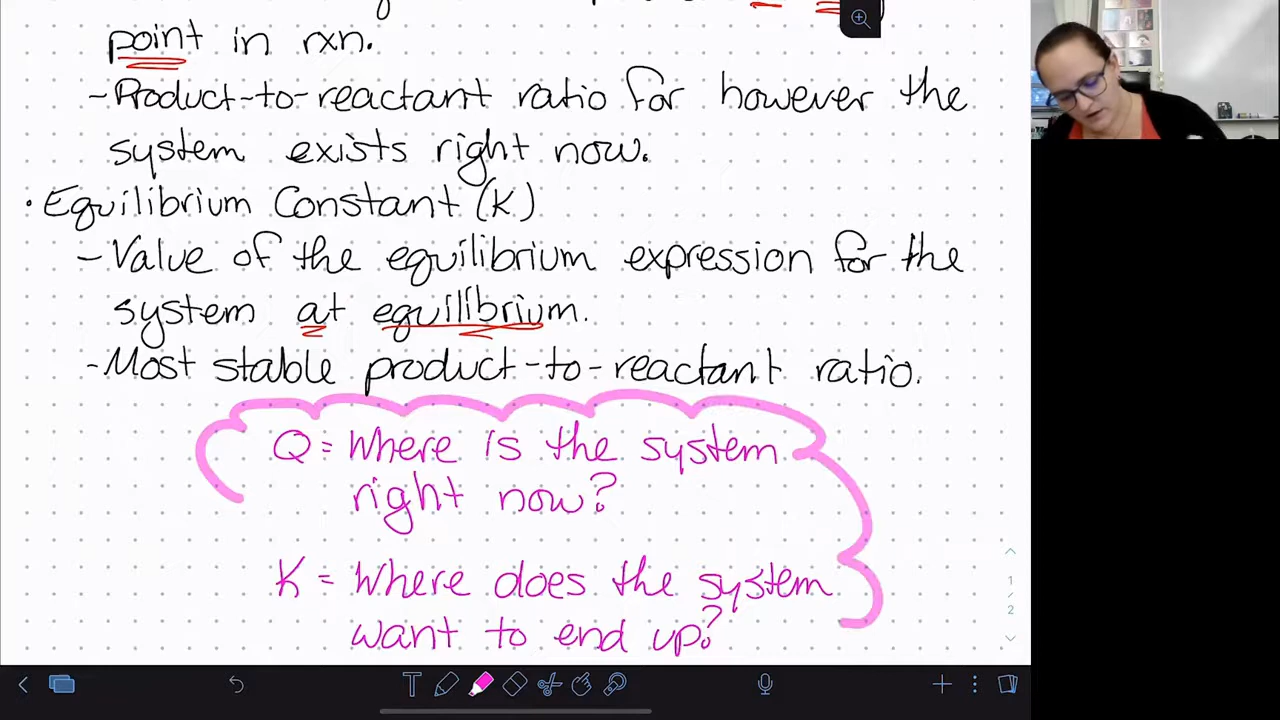 point in rxn.
- Product-to-reactant ratio for however the
system exists right now.
• Equilibrium Constant (K)
- Value of the equilibrium expression for the
system at equilibrium.
- Most stable product-to-reactant ratio.
Q = Where is the system
right now?
K = Where does the system
want to end up?
1
/
2
T